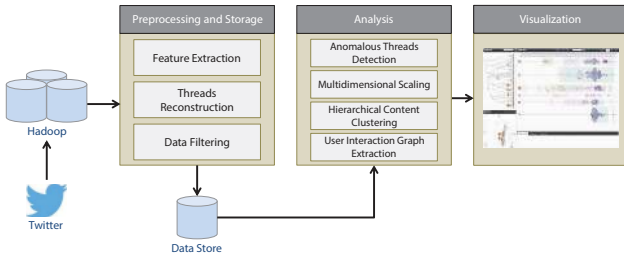 Preprocessing and Storage
Analysis
Visualization
Feature Extraction
Threads
Reconstruction
Data Filtering
Anomalous Threads
Detection
Multidimensional Scaling
Hierarchical Content
Clustering
User Interaction Graph
Extraction
Hadoop
Twitter
Data Store